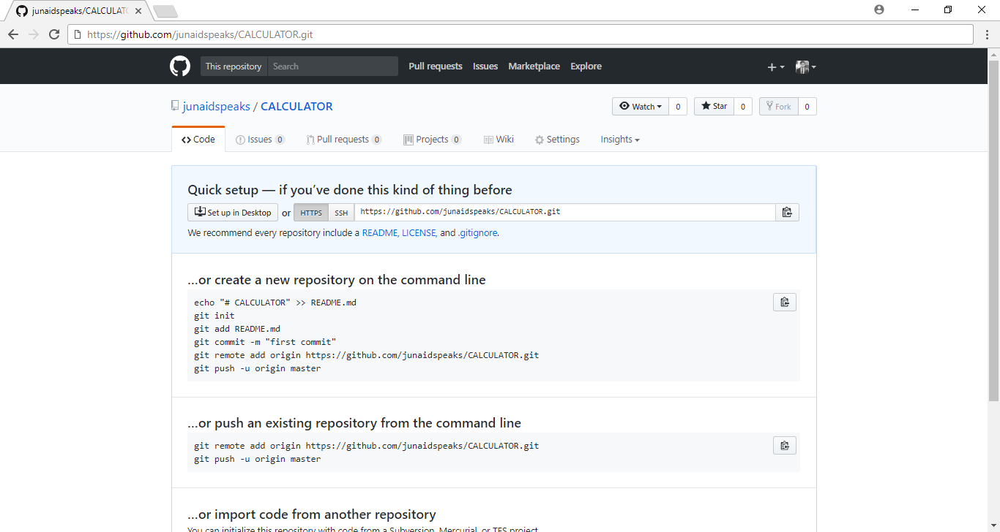 junaidspeaks/CALCULAT
https://github.com/junaidspeaks/CALCULATOR.git
This repository Search Pull requests Issues Marketplace Explore
junaidspeaks / CALCULATOR Watch 0 Star 0 Fork 0
Code Issues 0 Pull requests 0 Projects 0 Wiki Settings Insights
Quick setup — if you’ve done this kind of thing before
Set up in Desktop or HTTPS SSH https://github.com/junaidspeaks/CALCULATOR.git
We recommend every repository include a README, LICENSE, and .gitignore.
…or create a new repository on the command line
echo "# CALCULATOR" >> README.md
git init
git add README.md
git commit -m "first commit"
git remote add origin https://github.com/junaidspeaks/CALCULATOR.git
git push -u origin master
…or push an existing repository from the command line
git remote add origin https://github.com/junaidspeaks/CALCULATOR.git
git push -u origin master
…or import code from another repository
You can initialize this repository with code from a Subversion, Mercurial, or TFS project.